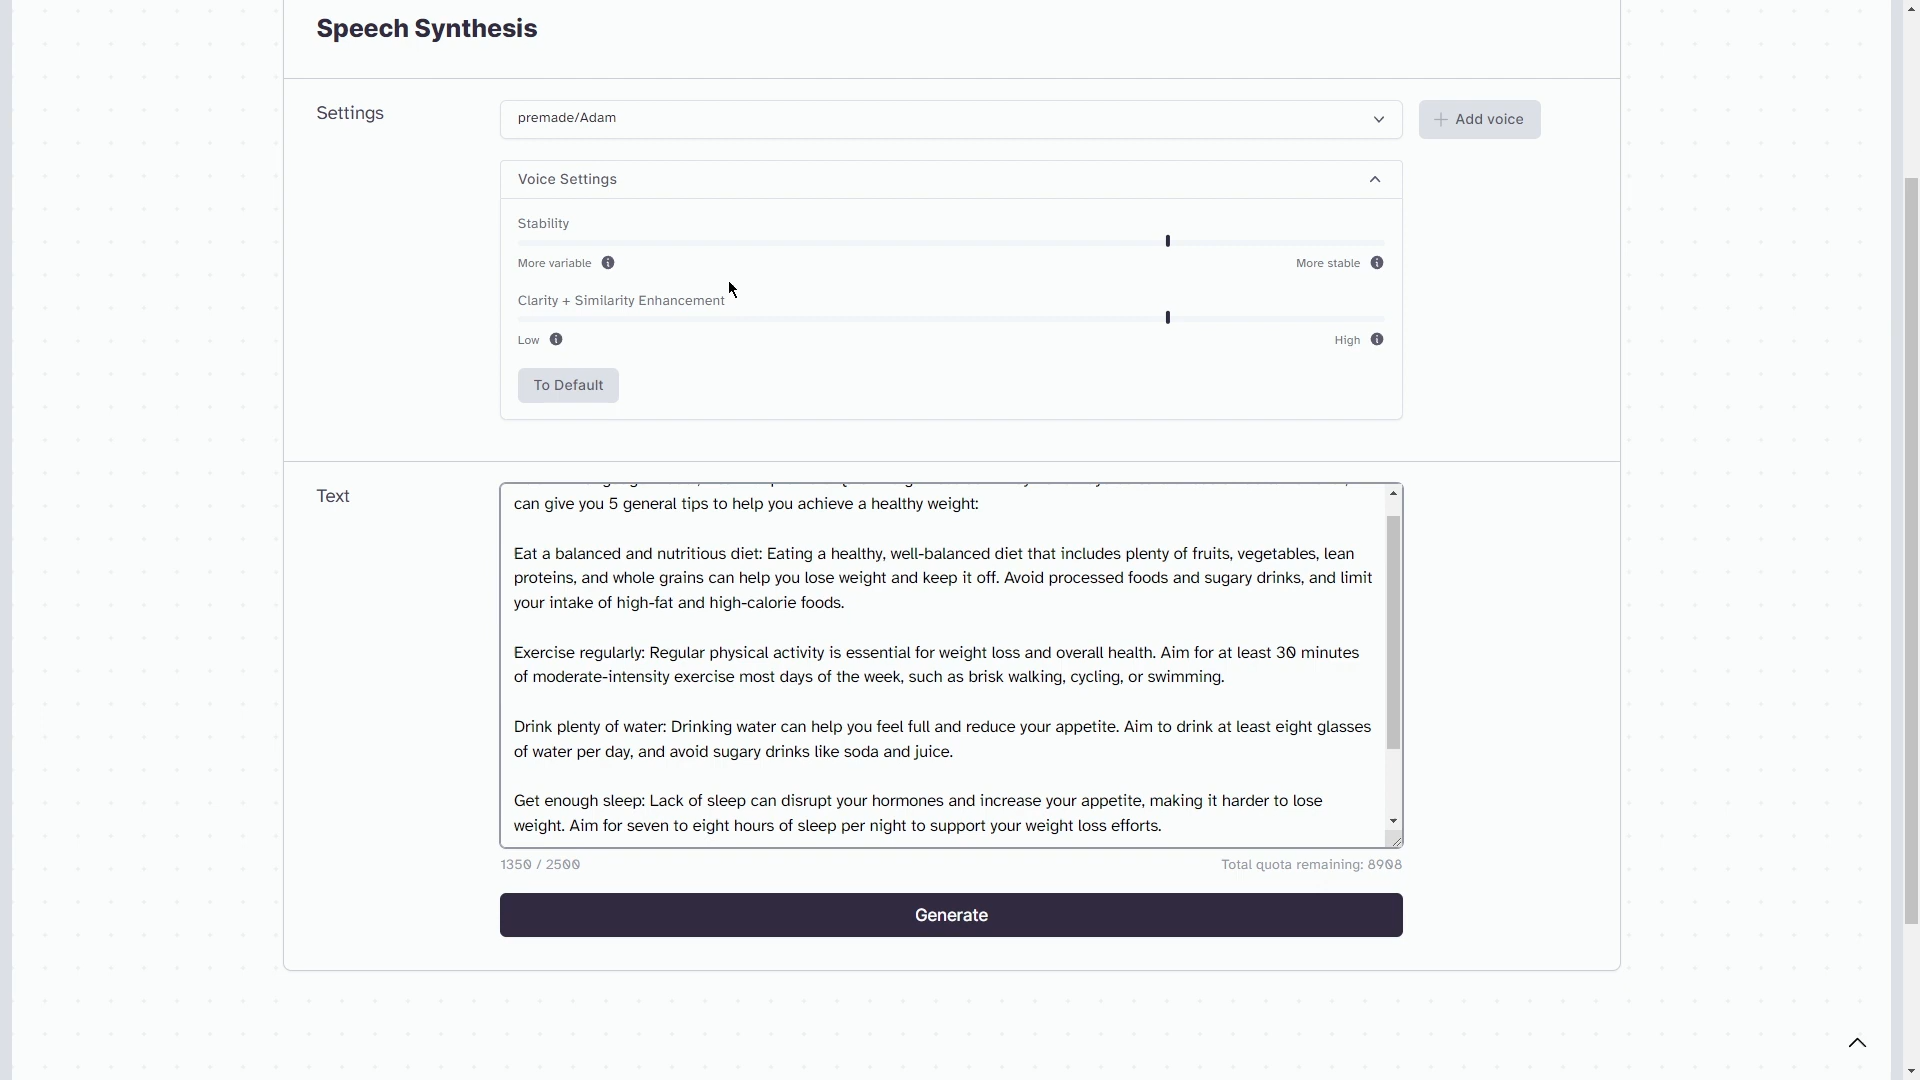 Speech Synthesis
Settings
premade/Adam
Add voice
Voice Settings
Stability
More variable
More stable
Clarity + Similarity Enhancement
Low
High
To Default
Text
can give you 5 general tips to help you achieve a healthy weight:
Eat a balanced and nutritious diet: Eating a healthy, well-balanced diet that includes plenty of fruits, vegetables, lean
proteins, and whole grains can help you lose weight and keep it off. Avoid processed foods and sugary drinks, and limit
your intake of high-fat and high-calorie foods.
Exercise regularly: Regular physical activity is essential for weight loss and overall health. Aim for at least 30 minutes
of moderate-intensity exercise most days of the week, such as brisk walking, cycling, or swimming.
Drink plenty of water: Drinking water can help you feel full and reduce your appetite. Aim to drink at least eight glasses
of water per day, and avoid sugary drinks like soda and juice.
Get enough sleep: Lack of sleep can disrupt your hormones and increase your appetite, making it harder to lose
weight. Aim for seven to eight hours of sleep per night to support your weight loss efforts.
1350 / 2500
Total quota remaining: 8908
Generate